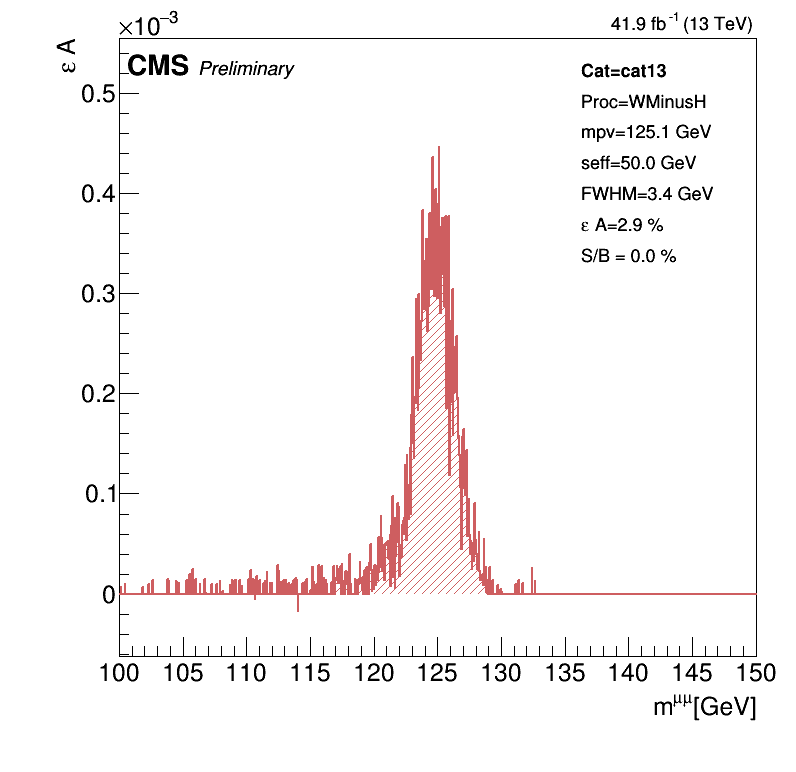 ×10⁻³
41.9 fb⁻¹ (13 TeV)
ε A
CMS Preliminary
Cat=cat13
Proc=WMinusH
mpv=125.1 GeV
seff=50.0 GeV
FWHM=3.4 GeV
ε A=2.9 %
S/B = 0.0 %
0.5
0.4
0.3
0.2
0.1
0
100 105 110 115 120 125 130 135 140 145 150
m^μμ[GeV]